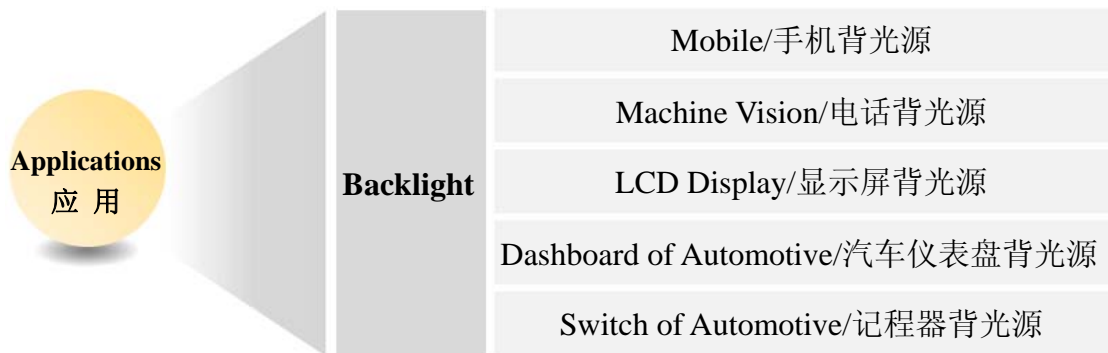 Applications
应 用
Backlight
Mobile/手机背光源
Machine Vision/电话背光源
LCD Display/显示屏背光源
Dashboard of Automotive/汽车仪表盘背光源
Switch of Automotive/记程器背光源